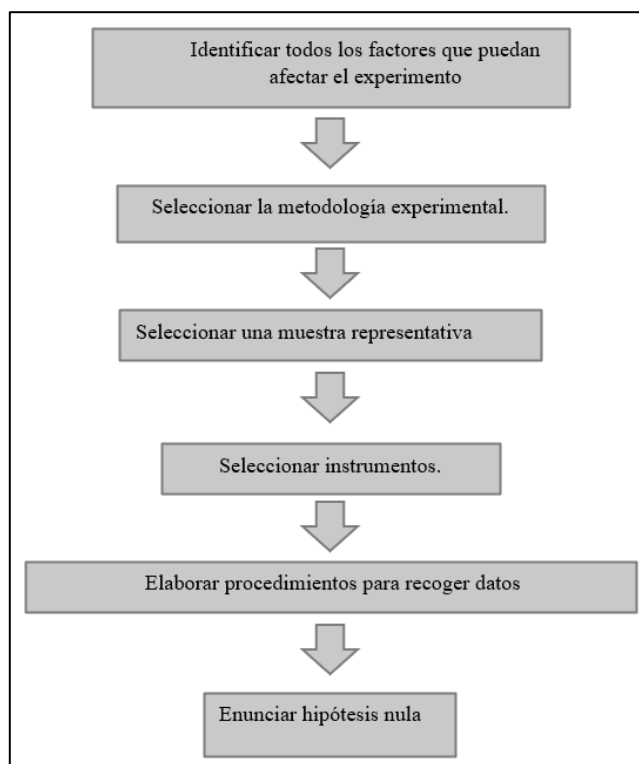 Identificar todos los factores que puedan
afectar el experimento
Seleccionar la metodología experimental.
Seleccionar una muestra representativa
Seleccionar instrumentos.
Elaborar procedimientos para recoger datos
Enunciar hipótesis nula